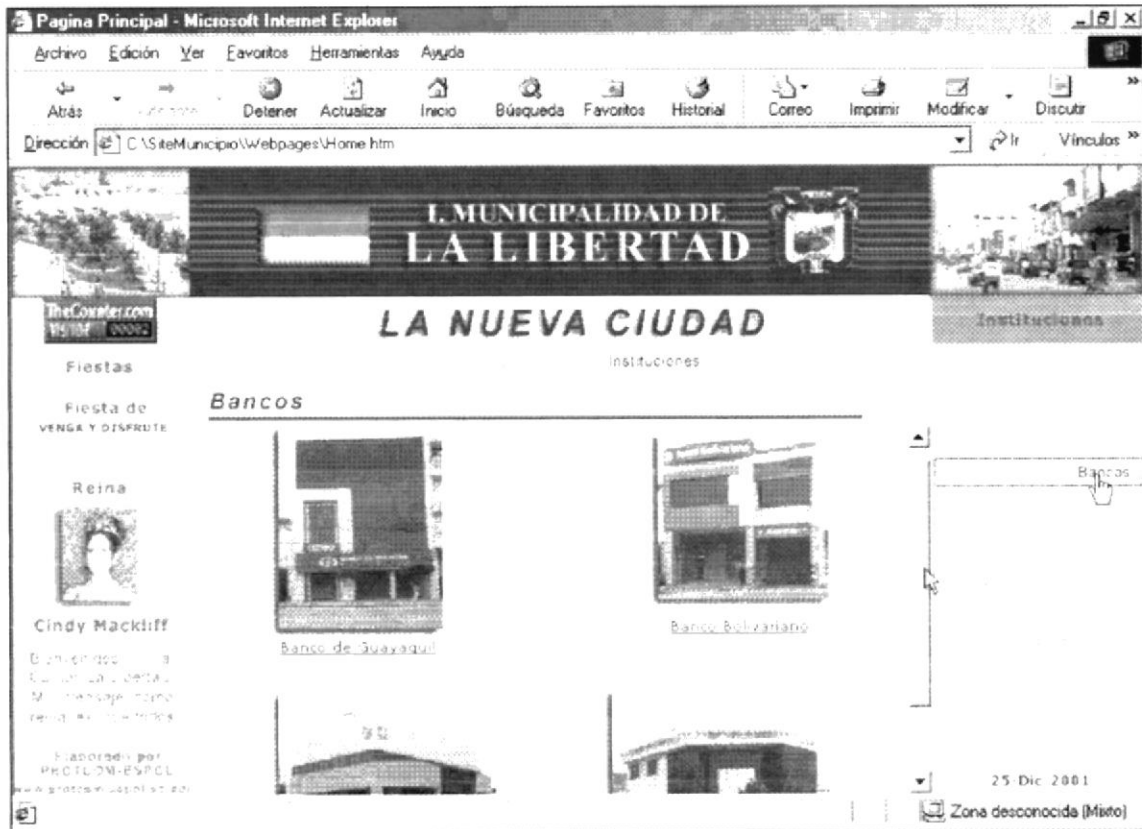 Pagina Principal - Microsoft Internet Explorer
Archivo Edición Ver Favoritos Herramientas Ayuda
Atrás Detener Actualizar Inicio Búsqueda Favoritos Historial Correo Imprimir Modificar Discutir
Dirección C:\SiteMunicipio\Webpages\Home.htm Ir Vínculos
I. MUNICIPALIDAD DE
LA LIBERTAD
TheCounter.com
LA NUEVA CIUDAD
Instituciones
Instituciones
Fiestas
Fiesta de
VENGA Y DISFRUTE
Bancos
Bancos
Reina
Cindy Mackliff
Banco de Guayaquil
Banco Bolivariano
Elaborado por
PROTCOM-ESPOL
25-Dic-2001
Zona desconocida (Mixto)